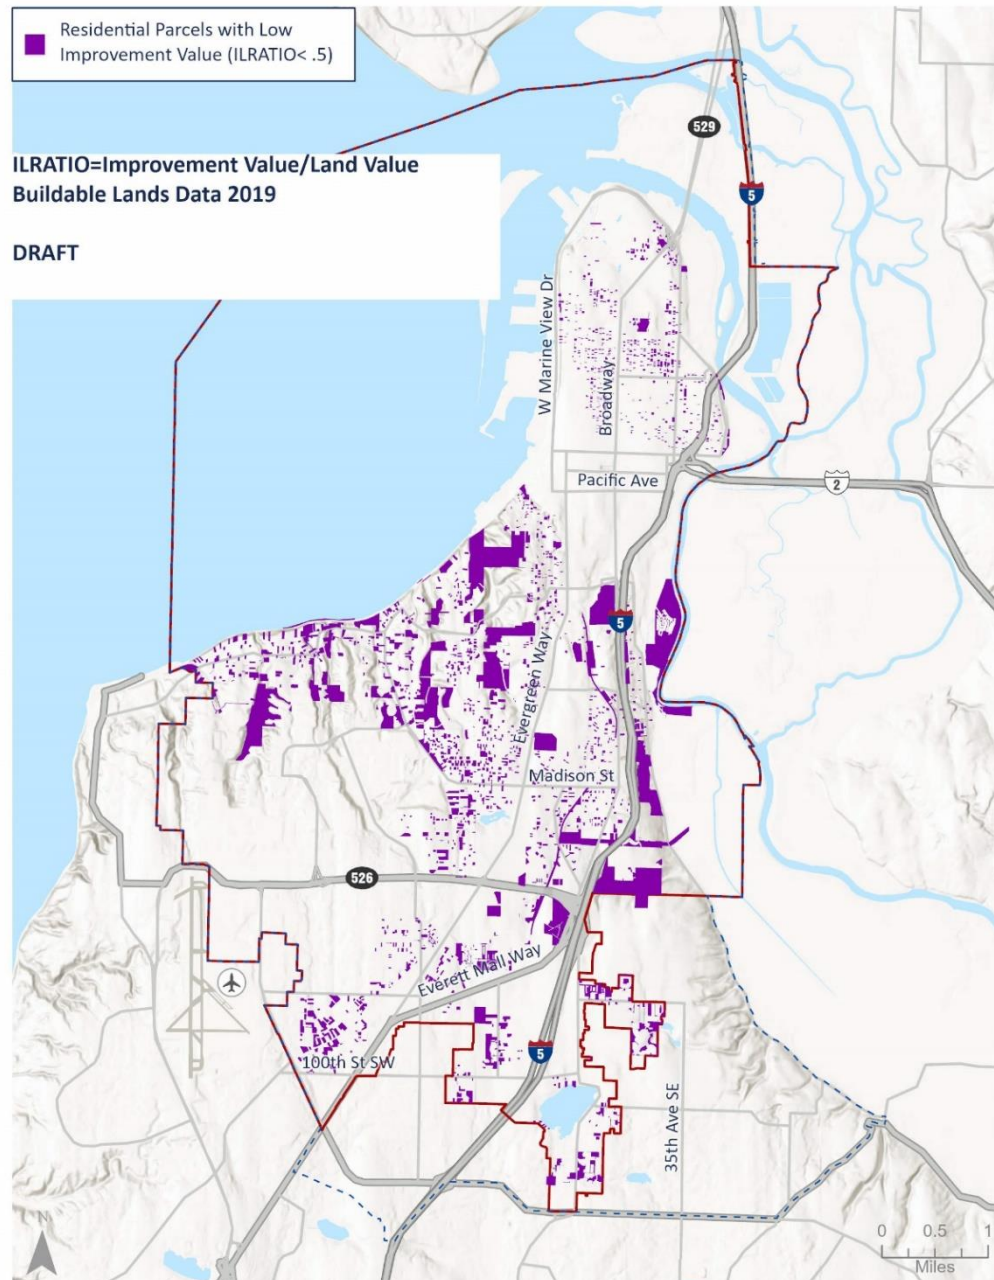 Residential Parcels with Low
Improvement Value (ILRATIO< .5)
ILRATIO=Improvement Value/Land Value
Buildable Lands Data 2019
DRAFT
529
5
W Marine View Dr
Broadway
Pacific Ave
2
5
Evergreen Way
Madison St
526
Everett Mall Way
100th St SW
5
35th Ave SE
0 0.5 1
Miles